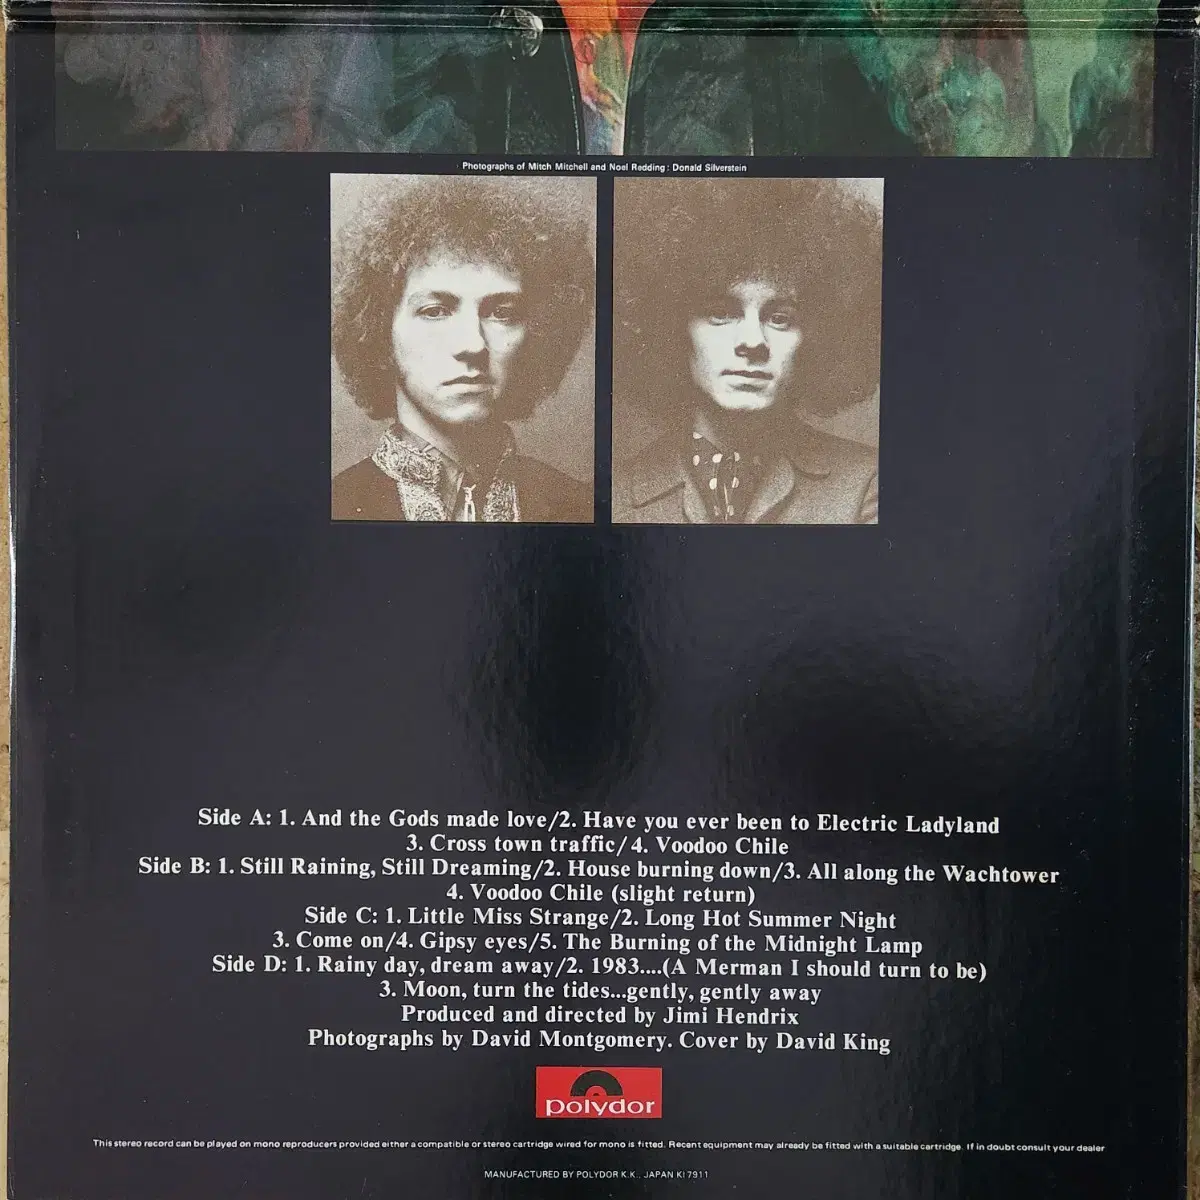 Photographs of Mitch Mitchell and Noel Redding: Donald Silverstein
Side A: 1. And the Gods made love/2. Have you ever been to Electric Ladyland
3. Cross town traffic/4. Voodoo Chile
Side B: 1. Still Raining, Still Dreaming/2. House burning down/3. All along the Wachtower
4. Voodoo Chile (slight return)
Side C: 1. Little Miss Strange/2. Long Hot Summer Night
3. Come on/4. Gipsy eyes/5. The Burning of the Midnight Lamp
Side D: 1. Rainy day, dream away/2. 1983....(A Merman I should turn to be)
3. Moon, turn the tides...gently, gently away
Produced and directed by Jimi Hendrix
Photographs by David Montgomery. Cover by David King
polydor
This stereo record can be played on mono reproducers provided either a compatible or stereo cartridge wired for mono is fitted. Recent equipment may already be fitted with a suitable cartridge. If in doubt consult your dealer
MANUFACTURED BY POLYDOR K.K., JAPAN KI 7911